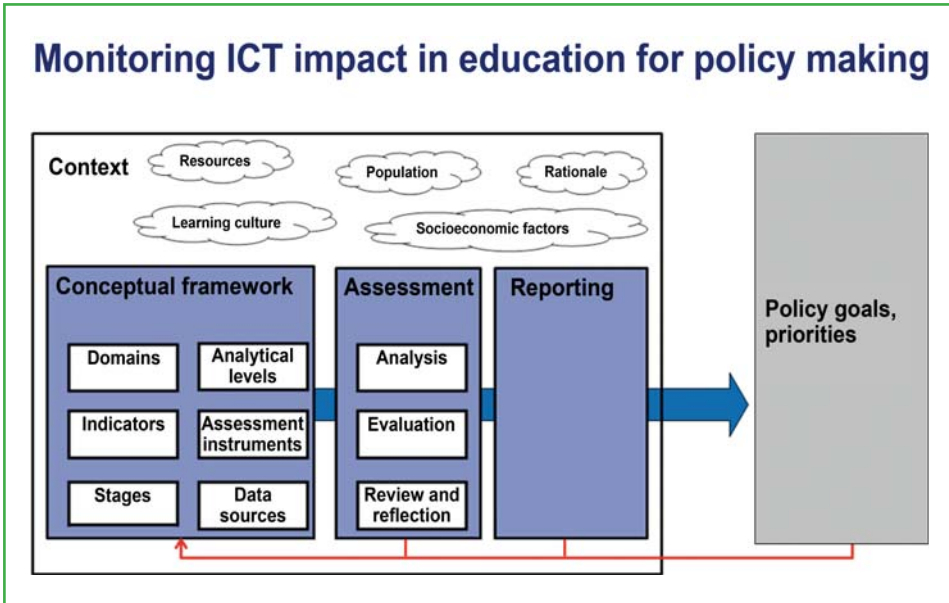 Monitoring ICT impact in education for policy making
Context
Resources
Population
Rationale
Learning culture
Socioeconomic factors
Conceptual framework
Domains
Analytical
levels
Indicators
Assessment
instruments
Stages
Data
sources
Assessment
Analysis
Evaluation
Review and
reflection
Reporting
Policy goals,
priorities